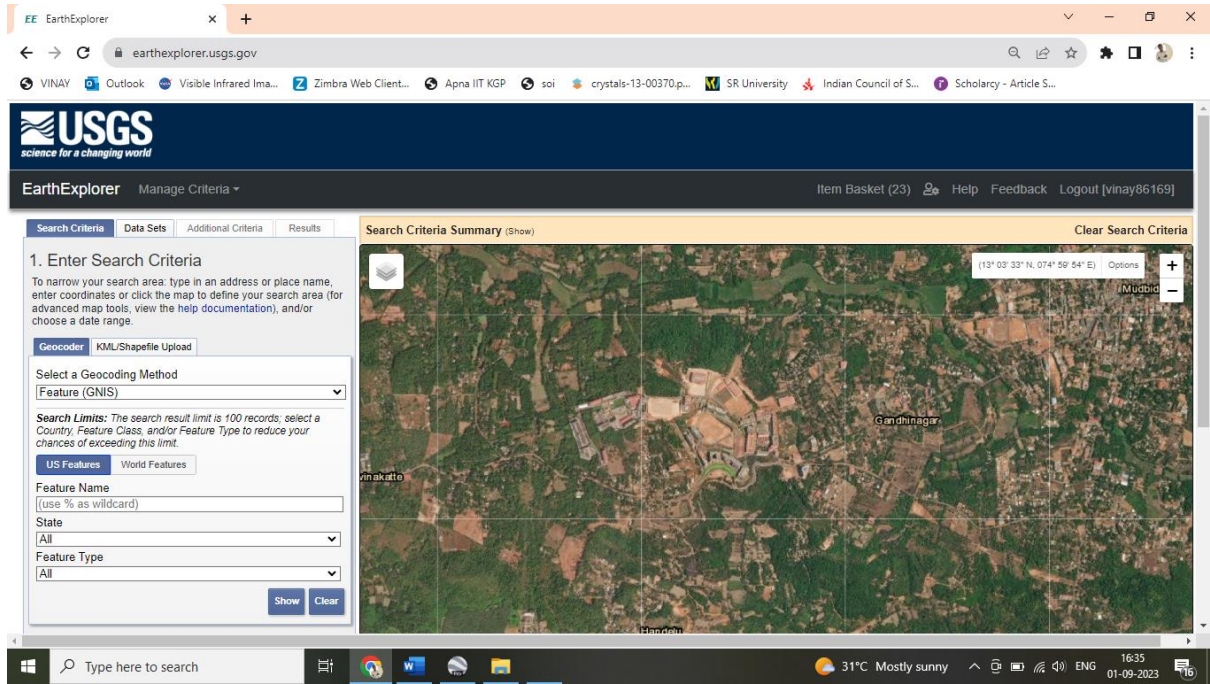 EE EarthExplorer
earthexplorer.usgs.gov
VINAY Outlook Visible Infrared Ima... Zimbra Web Client... Apna IIT KGP soi crystals-13-00370.p... SR University Indian Council of S... Scholarcy - Article S...
USGS
science for a changing world
EarthExplorer Manage Criteria Item Basket (23) Help Feedback Logout [vinay86169]
Search Criteria Data Sets Additional Criteria Results
1. Enter Search Criteria
To narrow your search area: type in an address or place name,
enter coordinates or click the map to define your search area (for
advanced map tools, view the help documentation), and/or
choose a date range.
Geocoder KML/Shapefile Upload
Select a Geocoding Method
Feature (GNIS)
Search Limits: The search result limit is 100 records; select a
Country, Feature Class, and/or Feature Type to reduce your
chances of exceeding this limit.
US Features World Features
Feature Name
(use % as wildcard)
State
All
Feature Type
All
Show Clear
Search Criteria Summary (Show) Clear Search Criteria
(13° 03' 33" N, 074° 59' 54" E) Options +
Mudbid −
Gandhinagar
vinakatte
Handelu
Type here to search
31°C Mostly sunny ENG
16:35
01-09-2023
16